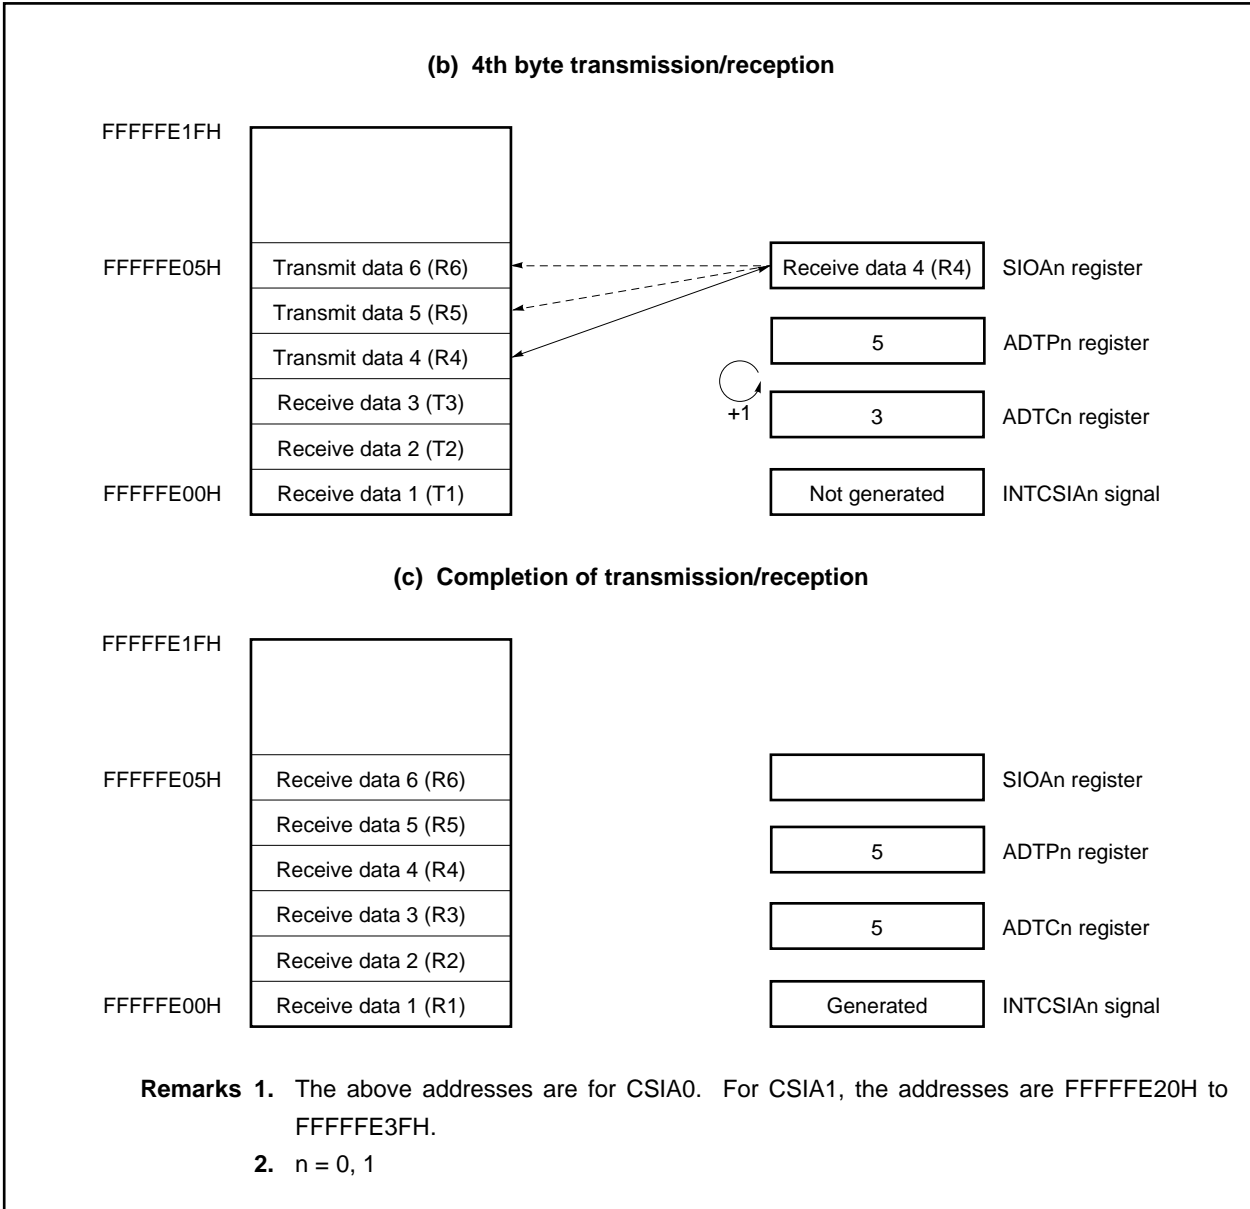 (b) 4th byte transmission/reception
FFFFFE1FH
FFFFFE05H Transmit data 6 (R6) Receive data 4 (R4) SIOAn register
Transmit data 5 (R5)
5 ADTPn register
Transmit data 4 (R4)
Receive data 3 (T3)
+1 3 ADTCn register
Receive data 2 (T2)
FFFFFE00H Receive data 1 (T1) Not generated INTCSIAn signal
(c) Completion of transmission/reception
FFFFFE1FH
FFFFFE05H Receive data 6 (R6) SIOAn register
Receive data 5 (R5)
5 ADTPn register
Receive data 4 (R4)
Receive data 3 (R3)
5 ADTCn register
Receive data 2 (R2)
FFFFFE00H Receive data 1 (R1) Generated INTCSIAn signal
Remarks 1. The above addresses are for CSIA0. For CSIA1, the addresses are FFFFFE20H to
FFFFFE3FH.
2. n = 0, 1